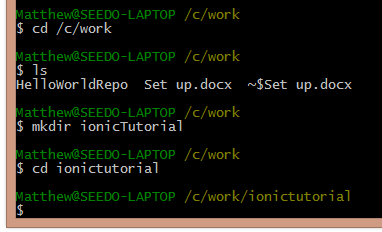 Matthew@SEEDO-LAPTOP /c/work
$ cd /c/work
Matthew@SEEDO-LAPTOP /c/work
$ ls
HelloWorldRepo  Set up.docx  ~$Set up.docx
Matthew@SEEDO-LAPTOP /c/work
$ mkdir ionicTutorial
Matthew@SEEDO-LAPTOP /c/work
$ cd ionictutorial
Matthew@SEEDO-LAPTOP /c/work/ionictutorial
$